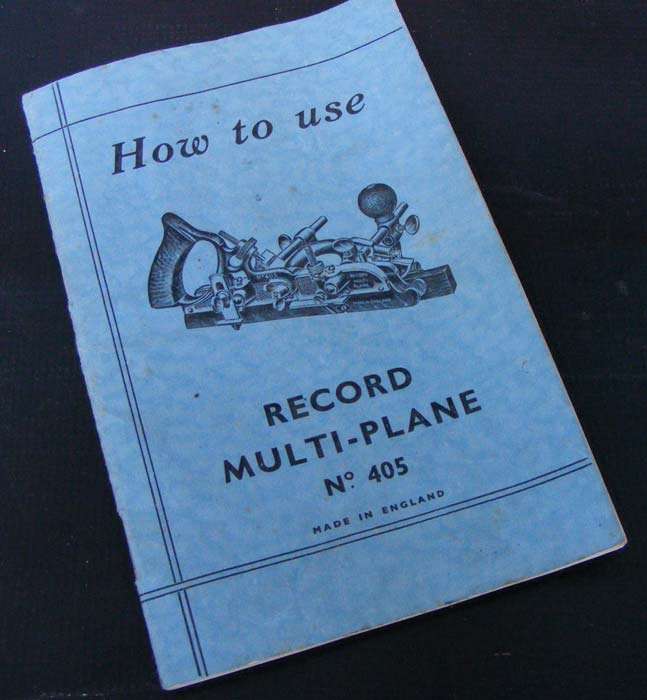 How to use
RECORD
MULTI-PLANE
Nº. 405
MADE IN ENGLAND